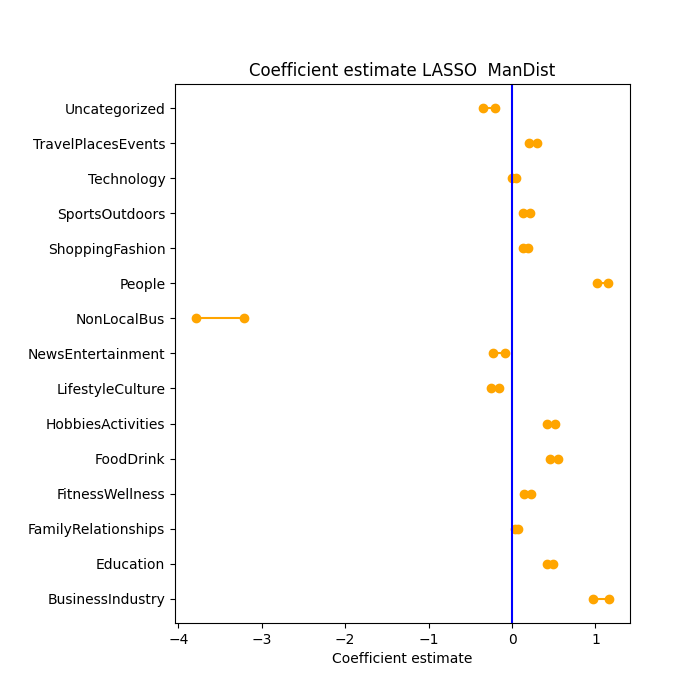 Coefficient estimate LASSO  ManDist
Uncategorized
TravelPlacesEvents
Technology
SportsOutdoors
ShoppingFashion
People
NonLocalBus
NewsEntertainment
LifestyleCulture
HobbiesActivities
FoodDrink
FitnessWellness
FamilyRelationships
Education
BusinessIndustry
−4 −3 −2 −1 0 1
Coefficient estimate